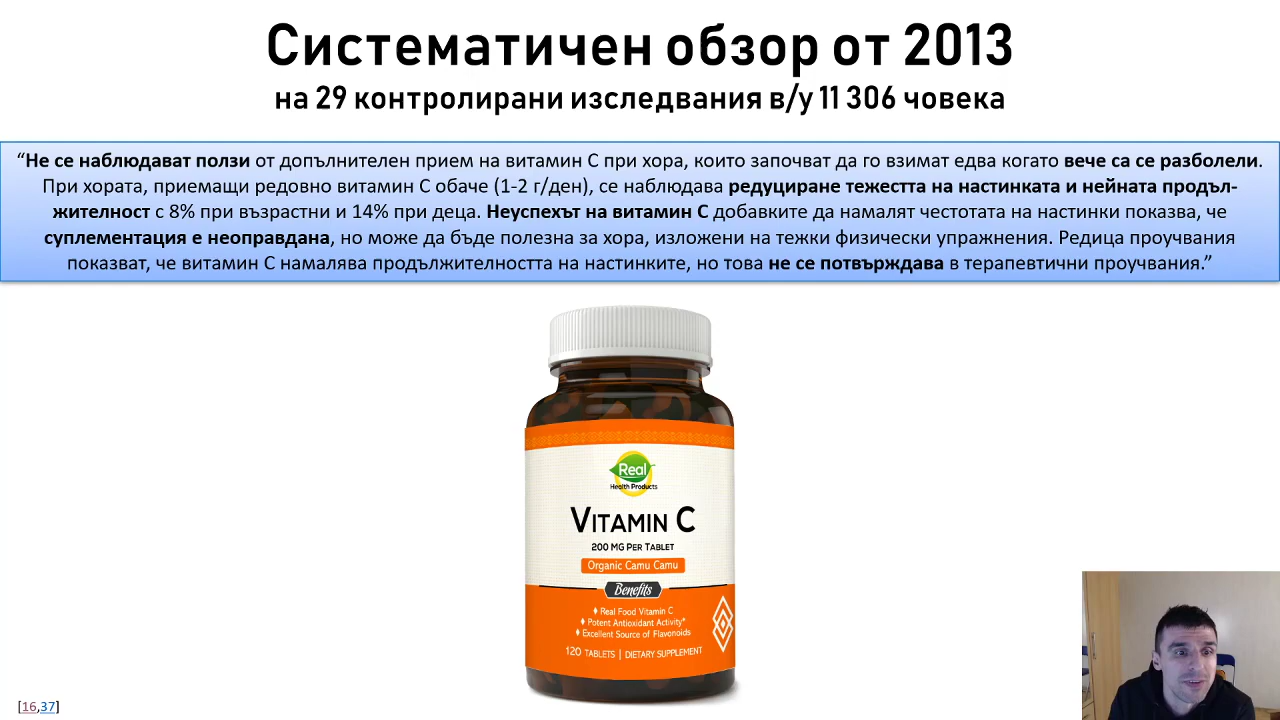 Систематичен обзор от 2013
на 29 контролирани изследвания в/у 11 306 човека
“Не се наблюдават ползи от допълнителен прием на витамин C при хора, които започват да го взимат едва когато вече са се разболели.
При хората, приемащи редовно витамин C обаче (1-2 г/ден), се наблюдава редуциране тежестта на настинката и нейната продъл-
жителност с 8% при възрастни и 14% при деца. Неуспехът на витамин C добавките да намалят честотата на настинки показва, че
суплементация е неоправдана, но може да бъде полезна за хора, изложени на тежки физически упражнения. Редица проучвания
показват, че витамин C намалява продължителността на настинките, но това не се потвърждава в терапевтични проучвания.”
Real
Health Products
VITAMIN C
200 MG PER TABLET
Organic Camu Camu
Benefits
♦ Real Food Vitamin C
♦ Potent Antioxidant Activity*
♦ Excellent Source of Flavonoids
120 TABLETS | DIETARY SUPPLEMENT
[16,37]